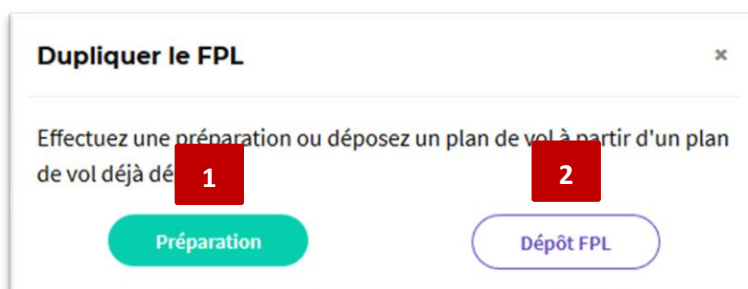 Dupliquer le FPL ×
Effectuez une préparation ou déposez un plan de vol à partir d'un plan
de vol déjà
1 2
Préparation Dépôt FPL